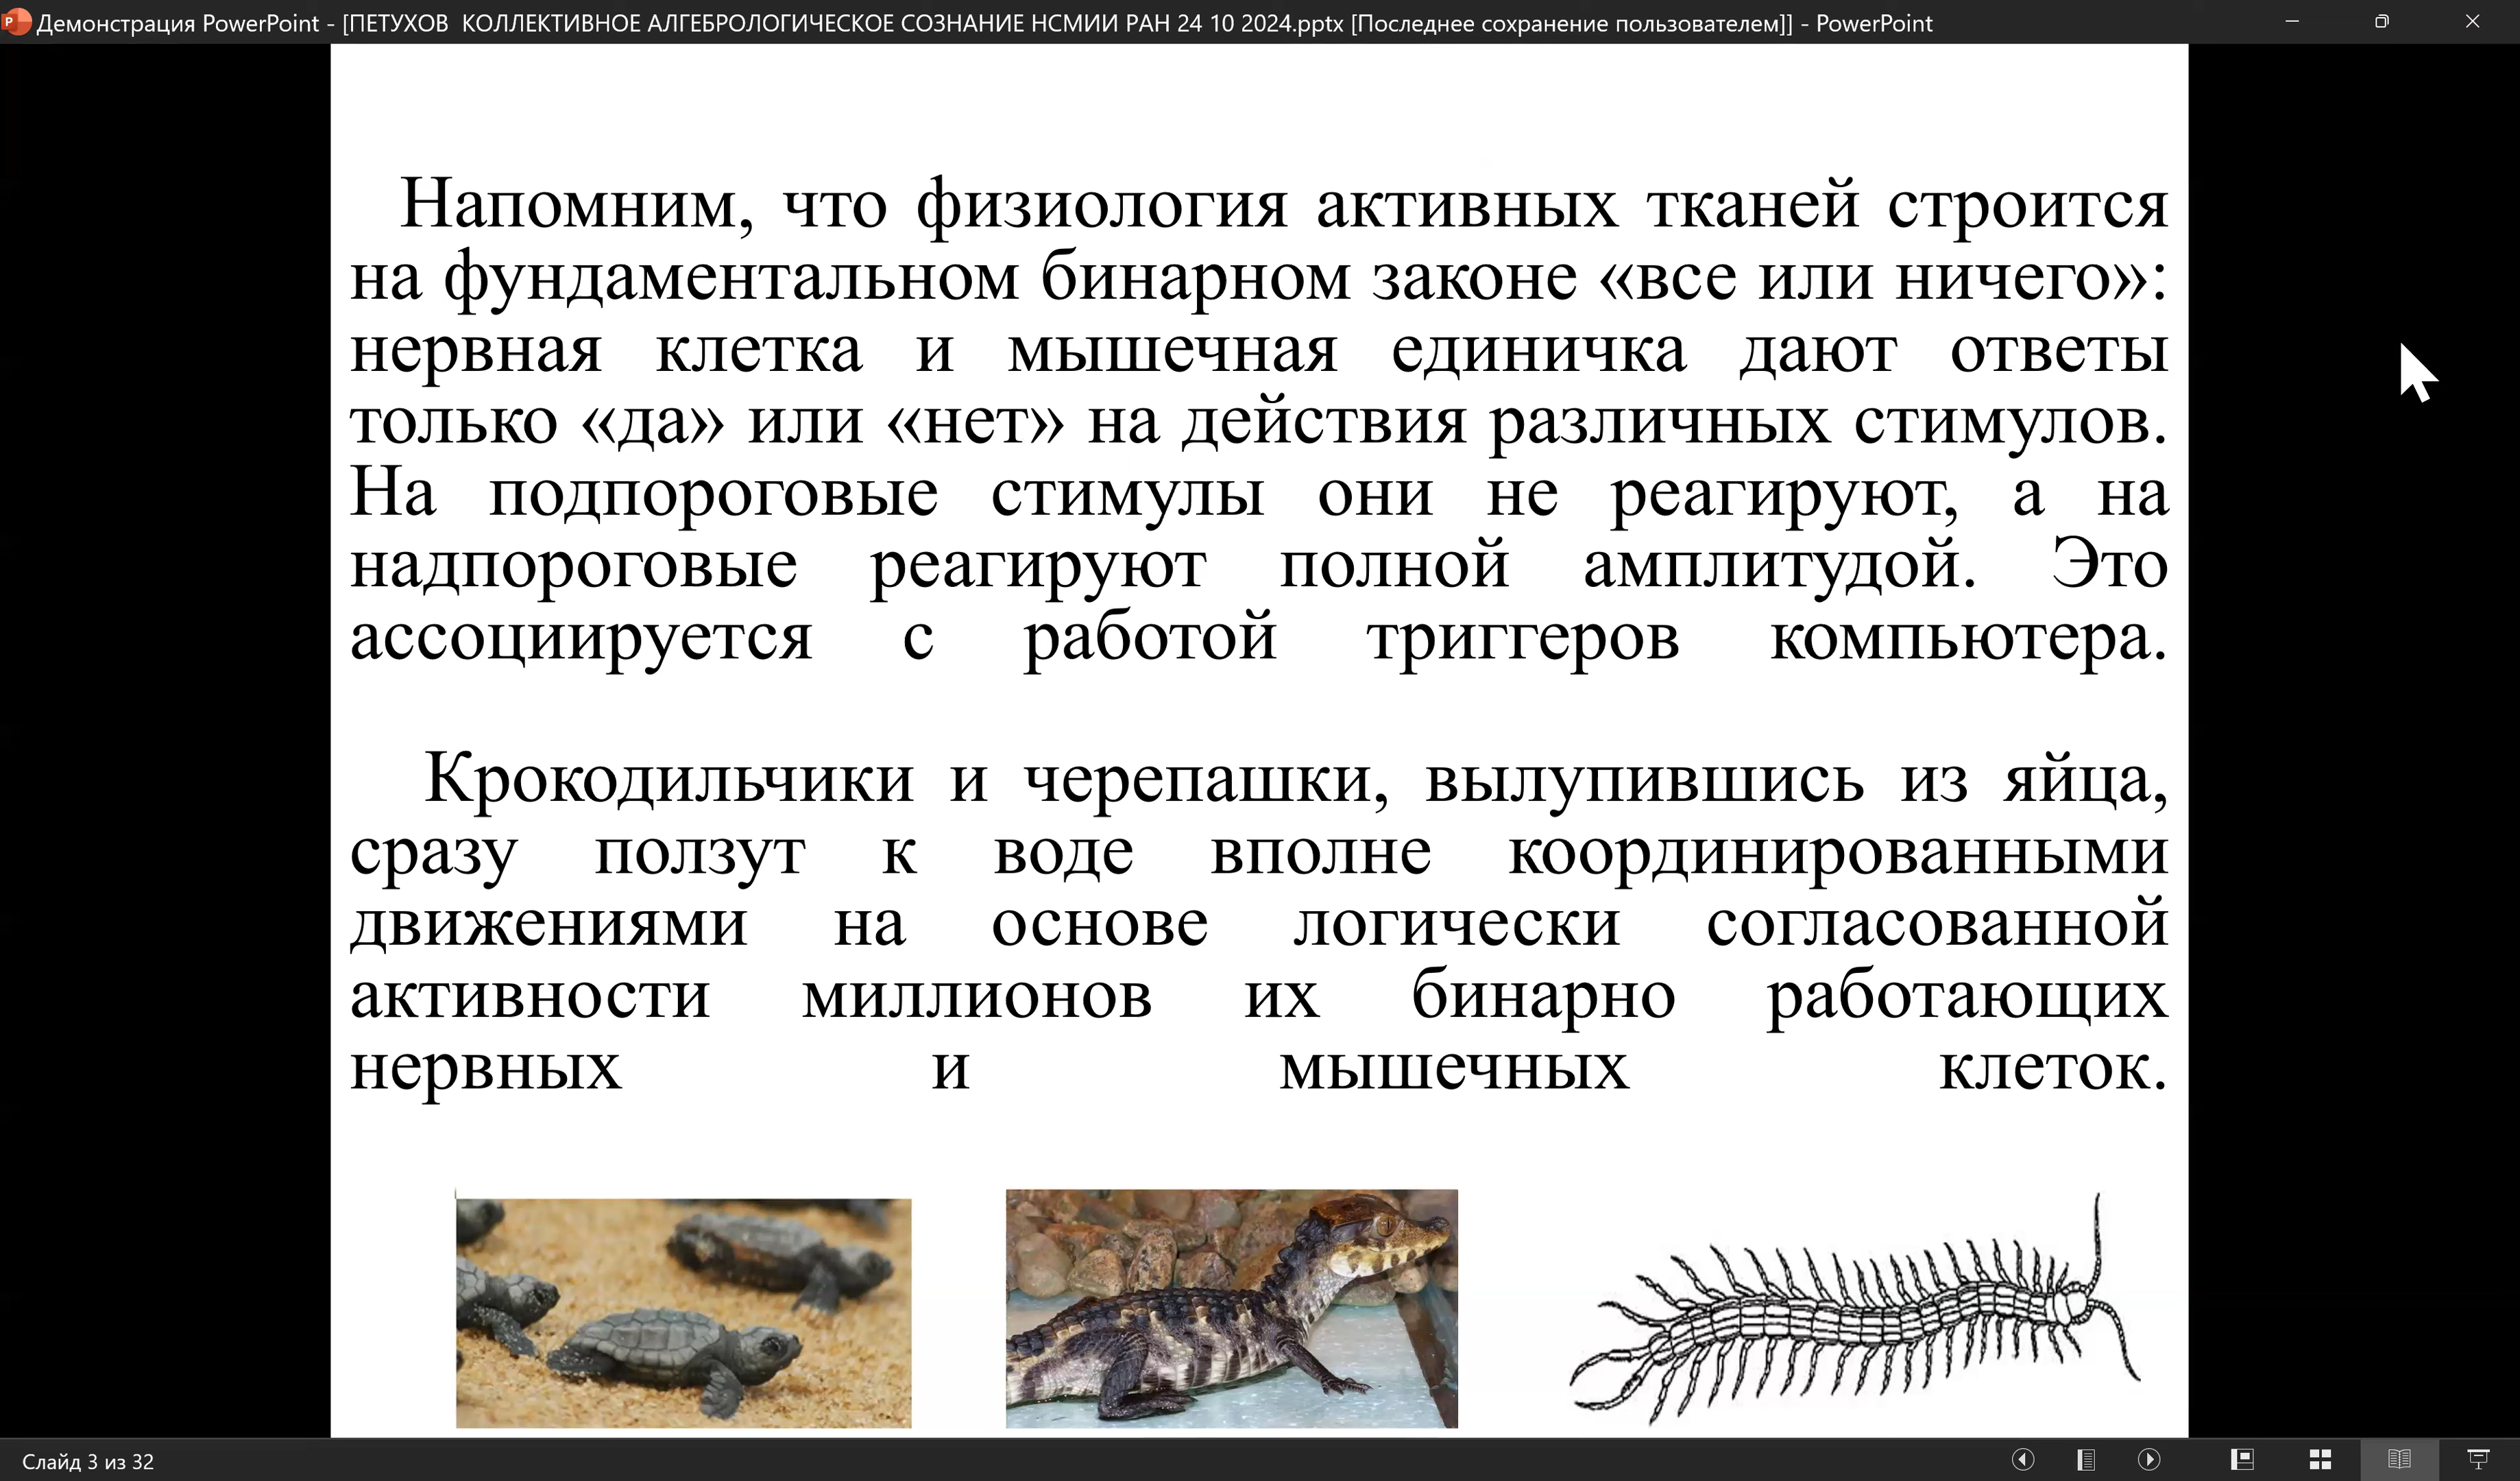 Демонстрация PowerPoint - [ПЕТУХОВ  КОЛЛЕКТИВНОЕ АЛГЕБРОЛОГИЧЕСКОЕ СОЗНАНИЕ НСМИИ РАН 24 10 2024.pptx [Последнее сохранение пользователем]] - PowerPoint
Напомним, что физиология активных тканей строится
на фундаментальном бинарном законе «все или ничего»:
нервная клетка и мышечная единичка дают ответы
только «да» или «нет» на действия различных стимулов.
На подпороговые стимулы они не реагируют, а на
надпороговые реагируют полной амплитудой. Это
ассоциируется с работой триггеров компьютера.
Крокодильчики и черепашки, вылупившись из яйца,
сразу ползут к воде вполне координированными
движениями на основе логически согласованной
активности миллионов их бинарно работающих
нервных и мышечных клеток.
Слайд 3 из 32